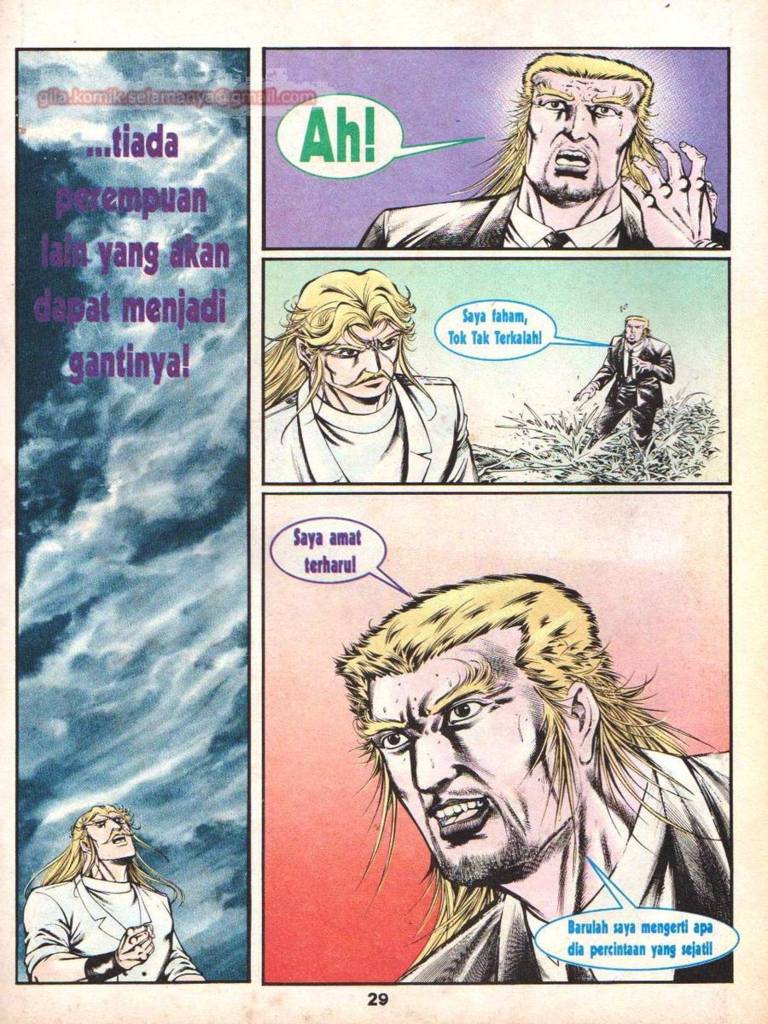 gila.komik.selamanya@gmail.com
...tiada
perempuan
lain yang akan
dapat menjadi
gantinya!
Ah!
Saya faham,
Tok Tak Terkalah!
Saya amat
terharu!
Barulah saya mengerti apa
dia percintaan yang sejati!
29